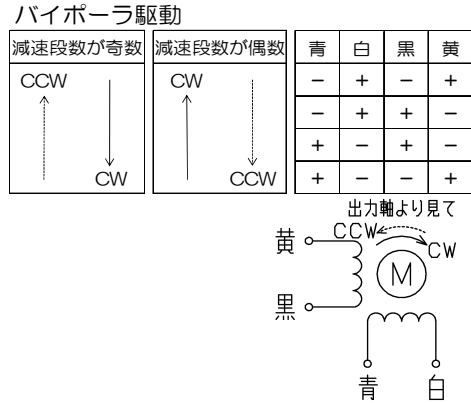 バイポーラ駆動
減速段数が奇数 減速段数が偶数 青 白 黒 黄
CCW CW − + − +
− + + −
+ − + −
CW CCW + − − +
出力軸より見て
CCW CW
黄
M
黒
青 白